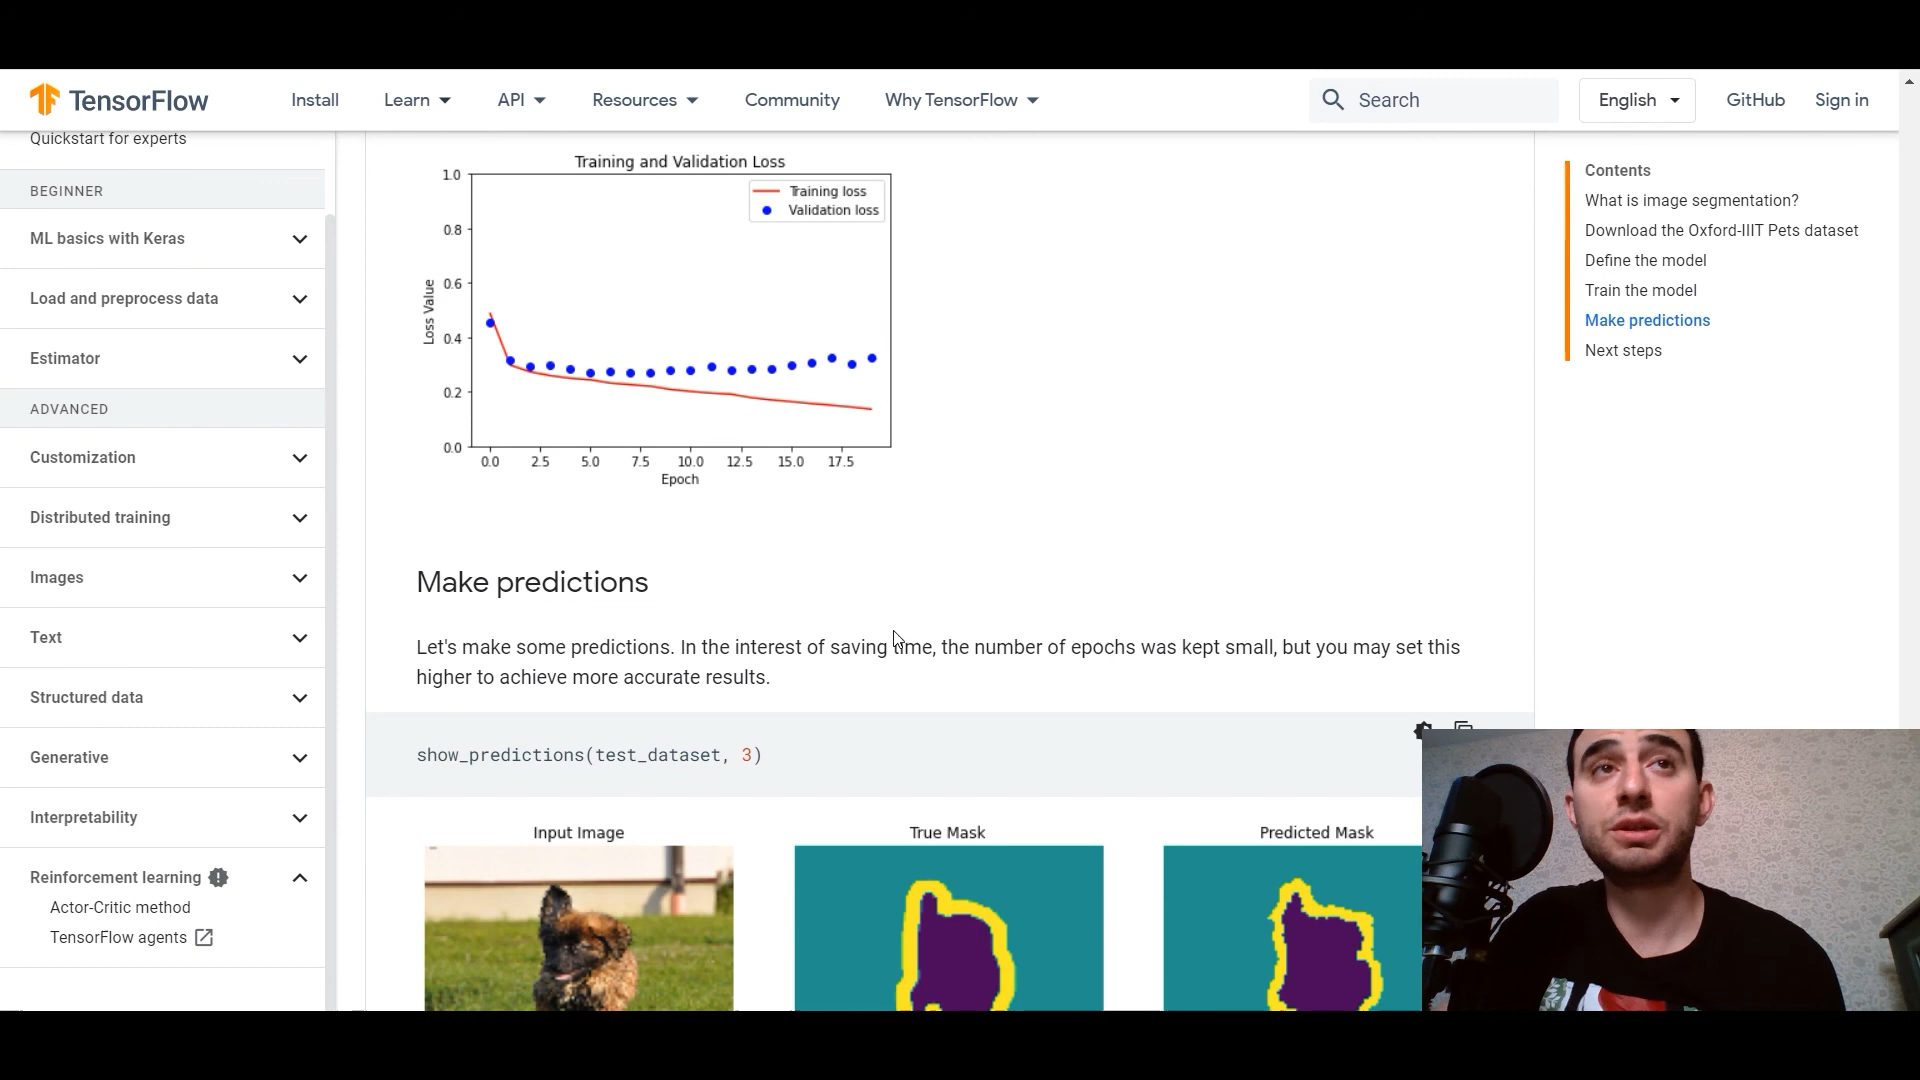 TensorFlow
Install
Learn
API
Resources
Community
Why TensorFlow
Search
English
GitHub
Sign in
Quickstart for experts
BEGINNER
ML basics with Keras
Load and preprocess data
Estimator
ADVANCED
Customization
Distributed training
Images
Text
Structured data
Generative
Interpretability
Reinforcement learning
Actor-Critic method
TensorFlow agents
Training and Validation Loss
Training loss
Validation loss
Loss Value
1.0
0.8
0.6
0.4
0.2
0.0
0.0 2.5 5.0 7.5 10.0 12.5 15.0 17.5
Epoch
Make predictions
Let's make some predictions. In the interest of saving time, the number of epochs was kept small, but you may set this
higher to achieve more accurate results.
show_predictions(test_dataset, 3)
Input Image
True Mask
Predicted Mask
Contents
What is image segmentation?
Download the Oxford-IIIT Pets dataset
Define the model
Train the model
Make predictions
Next steps